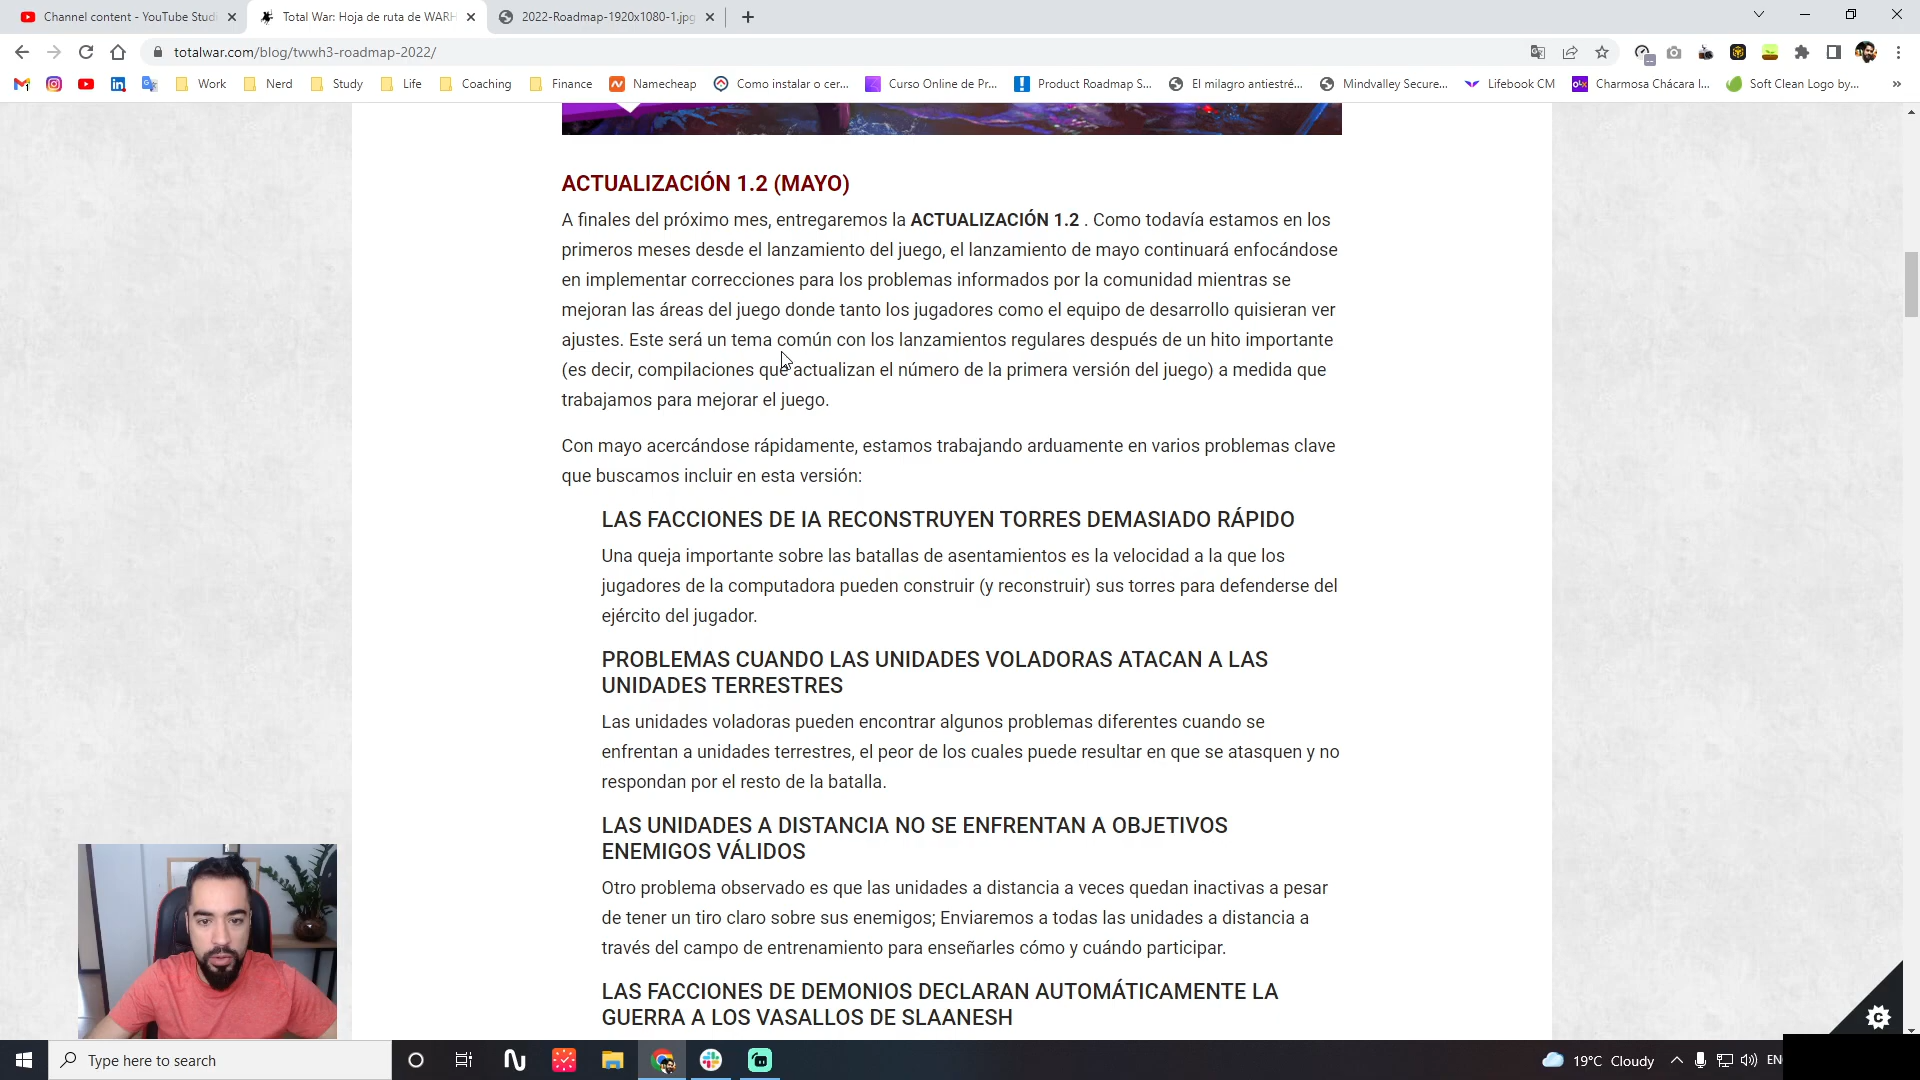 Channel content - YouTube Studi
Total War: Hoja de ruta de WARH
2022-Roadmap-1920x1080-1.jpg
totalwar.com/blog/twwh3-roadmap-2022/
Work
Nerd
Study
Life
Coaching
Finance
Namecheap
Como instalar o cer...
Curso Online de Pr...
Product Roadmap S...
El milagro antiestré...
Mindvalley Secure...
Lifebook CM
Charmosa Chácara I...
Soft Clean Logo by...
»
ACTUALIZACIÓN 1.2 (MAYO)
A finales del próximo mes, entregaremos la ACTUALIZACIÓN 1.2 . Como todavía estamos en los
primeros meses desde el lanzamiento del juego, el lanzamiento de mayo continuará enfocándose
en implementar correcciones para los problemas informados por la comunidad mientras se
mejoran las áreas del juego donde tanto los jugadores como el equipo de desarrollo quisieran ver
ajustes. Este será un tema común con los lanzamientos regulares después de un hito importante
(es decir, compilaciones que actualizan el número de la primera versión del juego) a medida que
trabajamos para mejorar el juego.
Con mayo acercándose rápidamente, estamos trabajando arduamente en varios problemas clave
que buscamos incluir en esta versión:
LAS FACCIONES DE IA RECONSTRUYEN TORRES DEMASIADO RÁPIDO
Una queja importante sobre las batallas de asentamientos es la velocidad a la que los
jugadores de la computadora pueden construir (y reconstruir) sus torres para defenderse del
ejército del jugador.
PROBLEMAS CUANDO LAS UNIDADES VOLADORAS ATACAN A LAS
UNIDADES TERRESTRES
Las unidades voladoras pueden encontrar algunos problemas diferentes cuando se
enfrentan a unidades terrestres, el peor de los cuales puede resultar en que se atasquen y no
respondan por el resto de la batalla.
LAS UNIDADES A DISTANCIA NO SE ENFRENTAN A OBJETIVOS
ENEMIGOS VÁLIDOS
Otro problema observado es que las unidades a distancia a veces quedan inactivas a pesar
de tener un tiro claro sobre sus enemigos; Enviaremos a todas las unidades a distancia a
través del campo de entrenamiento para enseñarles cómo y cuándo participar.
LAS FACCIONES DE DEMONIOS DECLARAN AUTOMÁTICAMENTE LA
GUERRA A LOS VASALLOS DE SLAANESH
Type here to search
19°C Cloudy
EN